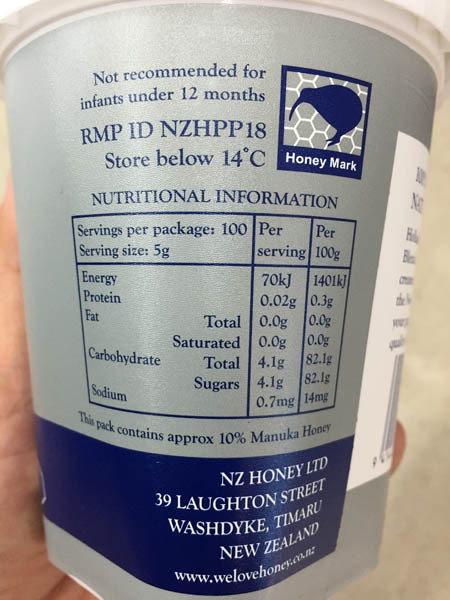 Not recommended for
infants under 12 months
RMP ID NZHPP18
Store below 14°C
Honey Mark
NUTRITIONAL INFORMATION
Servings per package: 100 Per Per
Serving size: 5g serving 100g
Energy 70kJ 1401kJ
Protein 0.02g 0.3g
Fat Total 0.0g 0.0g
Saturated 0.0g 0.0g
Carbohydrate Total 4.1g 82.1g
Sugars 4.1g 82.1g
Sodium 0.7mg 14mg
This pack contains approx 10% Manuka Honey
NZ HONEY LTD
39 LAUGHTON STREET
WASHDYKE, TIMARU
NEW ZEALAND
www.welovehoney.co.nz